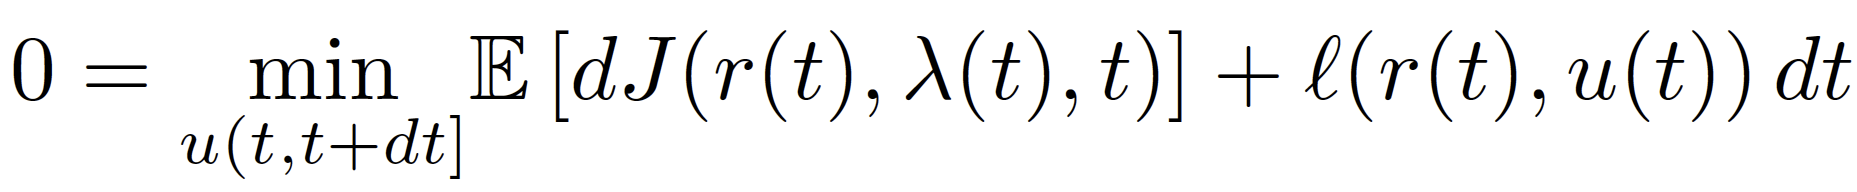 0 = min_{u(t,t+dt]} 𝔼 [dJ(r(t), λ(t), t)] + ℓ(r(t), u(t)) dt